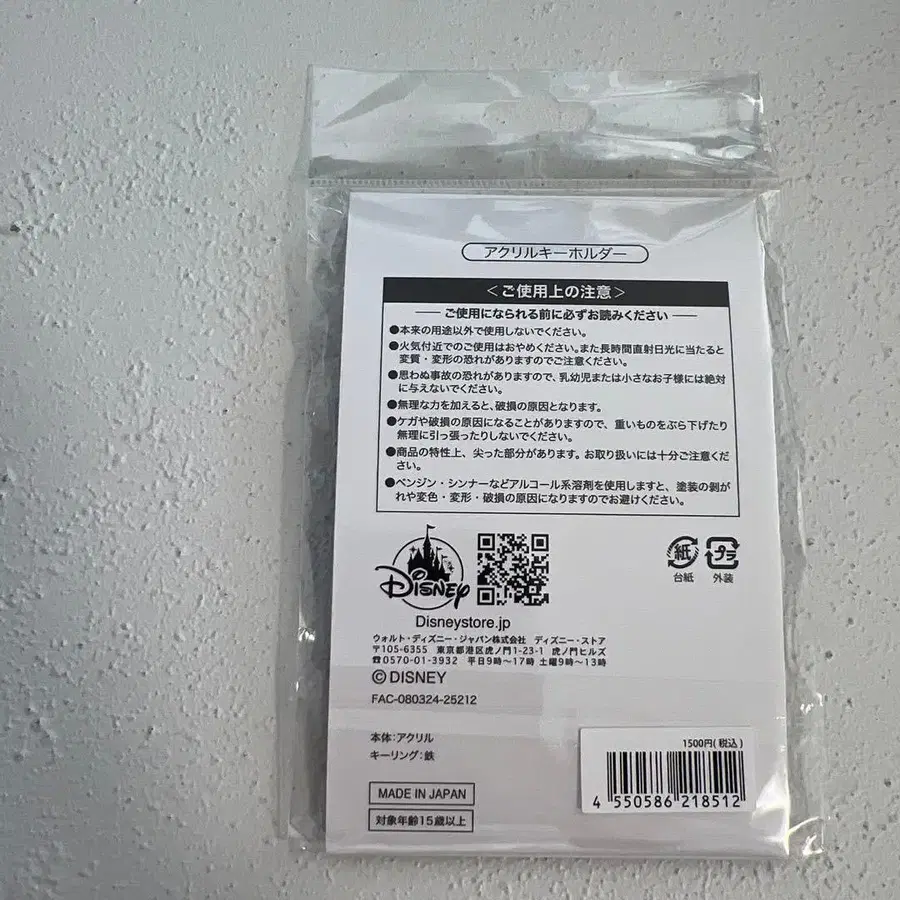 アクリルキーホルダー
＜ご使用上の注意＞
ご使用になられる前に必ずお読みください
●本来の用途以外で使用しないでください。
●火気付近でのご使用はおやめください。また長時間直射日光に当たると
変質・変形の恐れがありますのでご注意ください。
●思わぬ事故の恐れがありますので、乳幼児または小さなお子様には絶対
に与えないでください。
●無理な力を加えると、破損の原因となります。
●ケガや破損の原因になることがありますので、重いものをぶら下げたり
無理に引っ張ったりしないでください。
●商品の特性上、尖った部分があります。お取り扱いには十分ご注意くだ
さい。
●ベンジン・シンナーなどアルコール系溶剤を使用しますと、塗装の剥が
れや変色・変形・破損の原因になりますのでお避けください。
DISNEY
紙 プラ
台紙 外装
Disneystore.jp
ウォルト・ディズニー・ジャパン株式会社 ディズニー・ストア
〒105-6355 東京都港区虎ノ門1-23-1 虎ノ門ヒルズ
☎0570-01-3932 平日9時～17時 土曜9時～13時
©DISNEY
FAC-080324-25212
本体：アクリル
キーリング：鉄
1500円(税込)
4 550586 218512
MADE IN JAPAN
対象年齢15歳以上